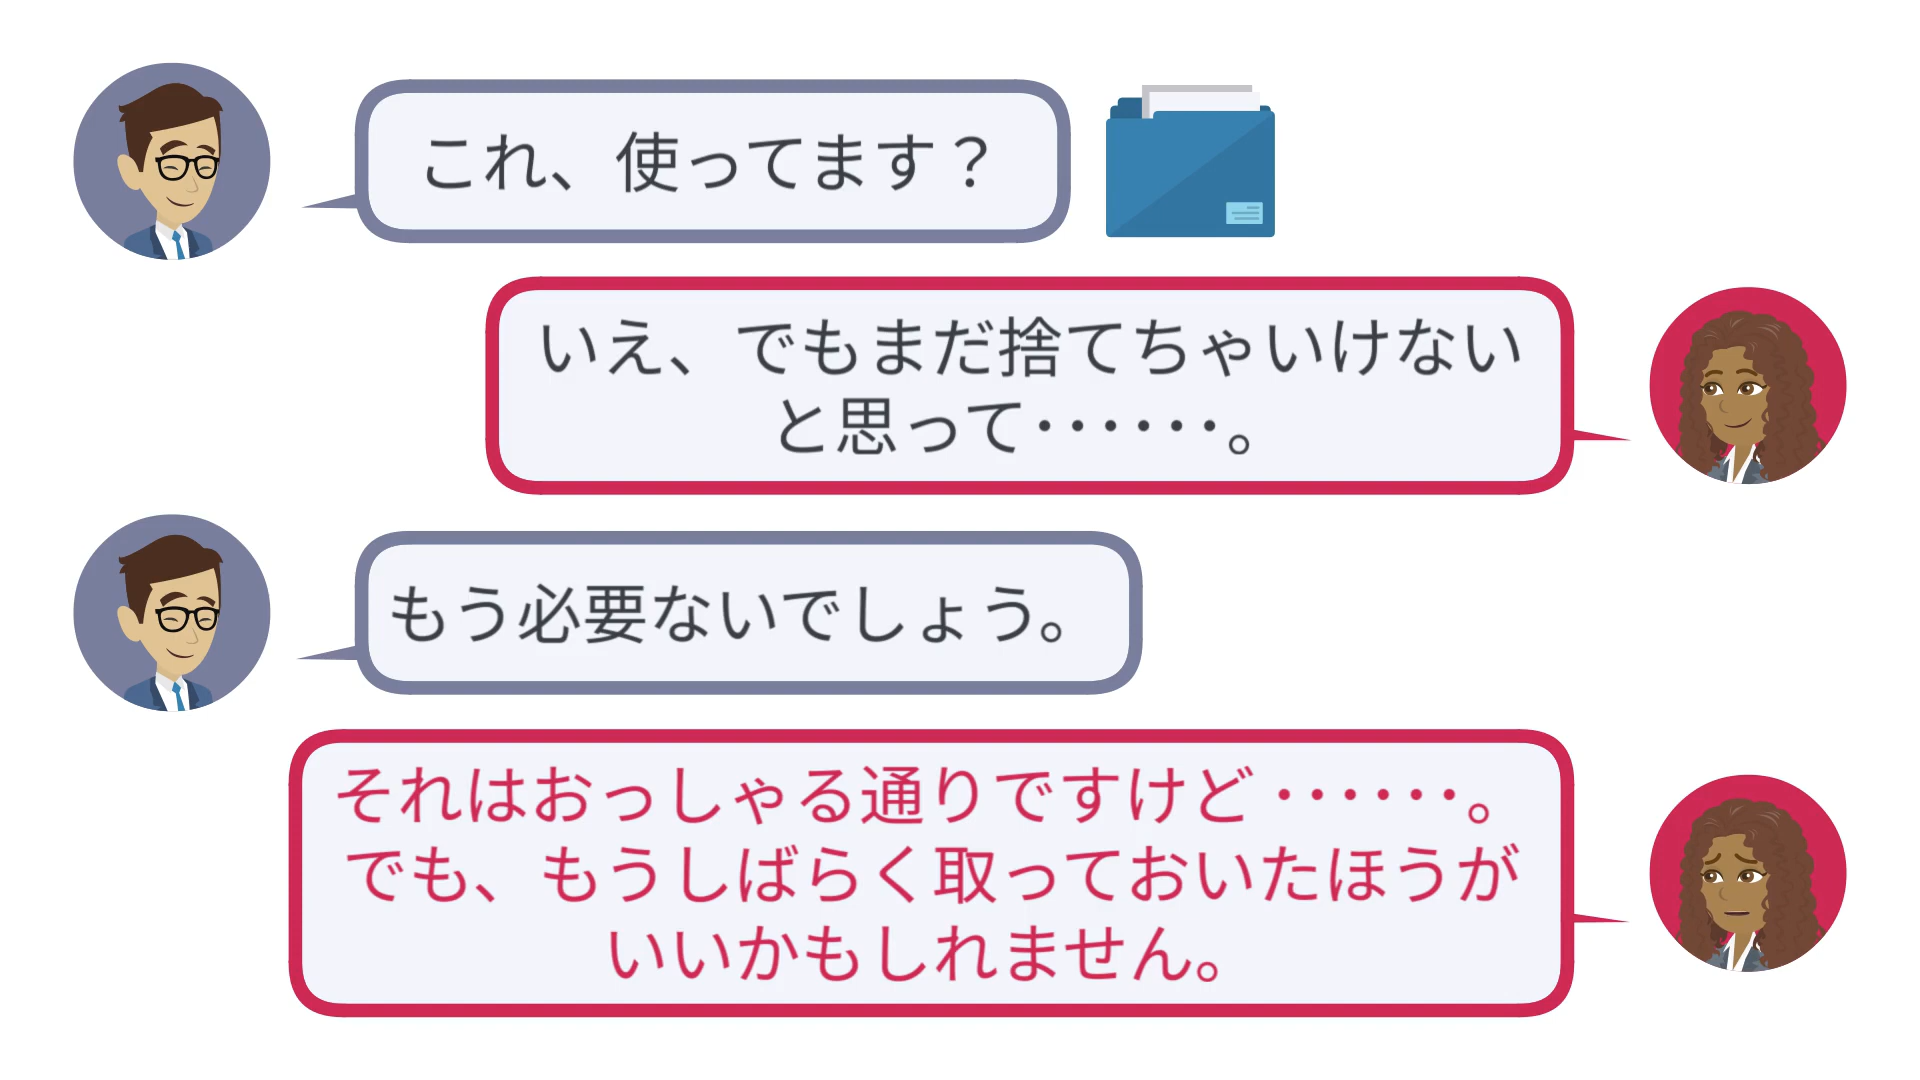 これ、使ってます？
いえ、でもまだ捨てちゃいけない
と思って‥‥‥。
もう必要ないでしょう。
それはおっしゃる通りですけど‥‥‥。
でも、もうしばらく取っておいたほうが
いいかもしれません。